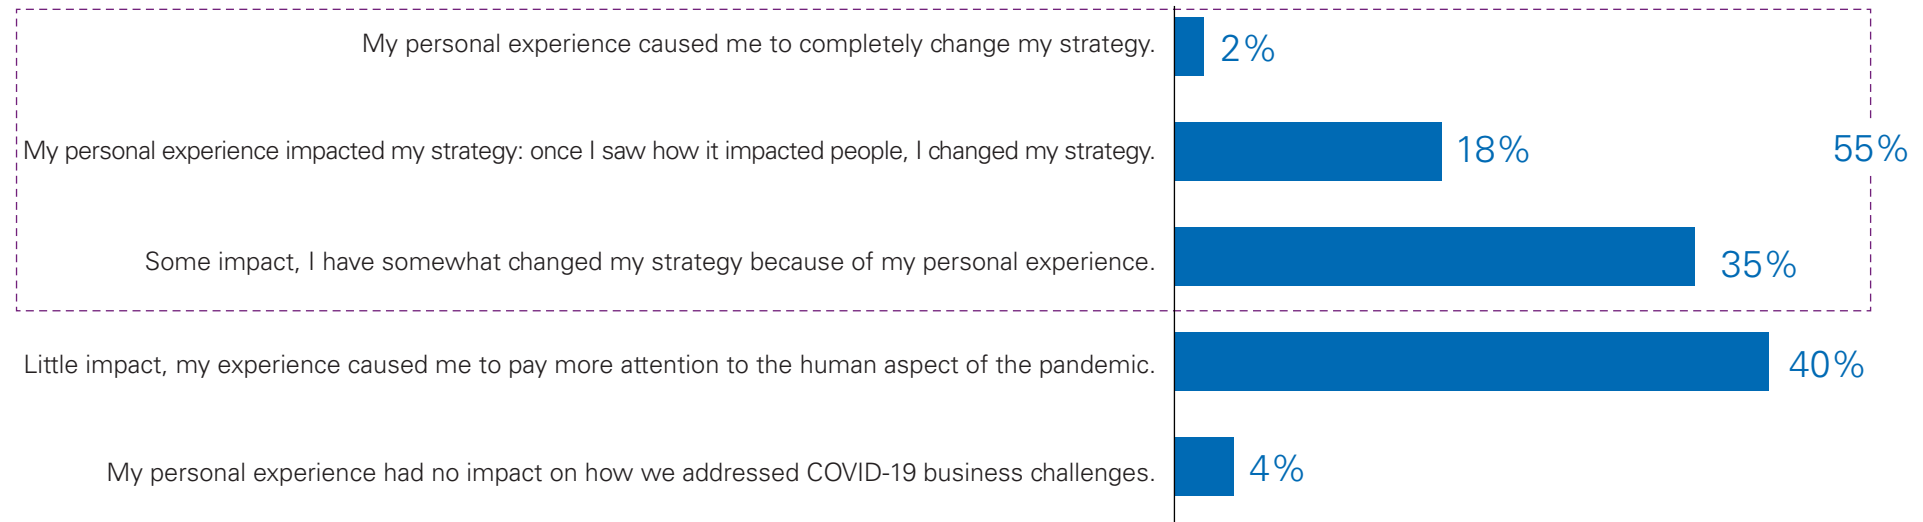 My personal experience caused me to completely change my strategy.
2%
My personal experience impacted my strategy: once I saw how it impacted people, I changed my strategy.
18%
55%
Some impact, I have somewhat changed my strategy because of my personal experience.
35%
Little impact, my experience caused me to pay more attention to the human aspect of the pandemic.
40%
My personal experience had no impact on how we addressed COVID-19 business challenges.
4%